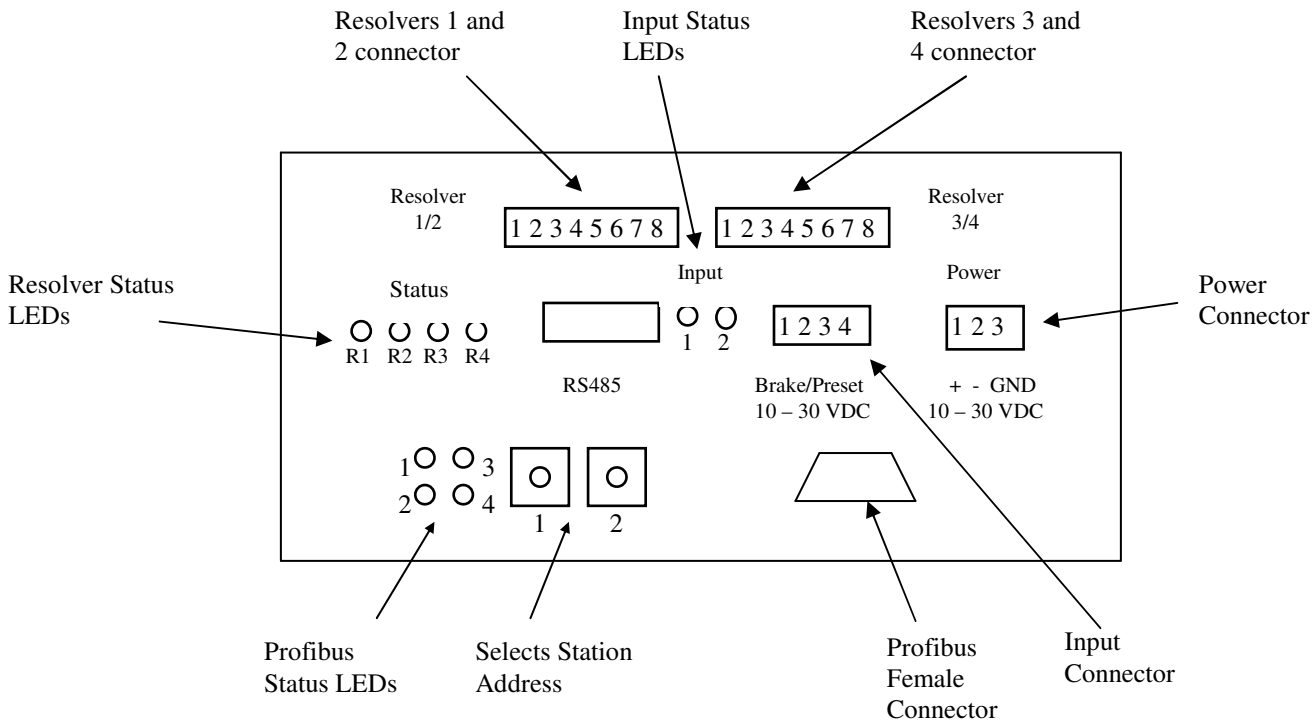 Resolvers 1 and
2 connector
Input Status
LEDs
Resolvers 3 and
4 connector
Resolver
1/2
1 2 3 4 5 6 7 8
1 2 3 4 5 6 7 8
Resolver
3/4
Resolver Status
LEDs
Status
R1 R2 R3 R4
Input
1 2
RS485
1 2 3 4
Brake/Preset
10 – 30 VDC
Power
1 2 3
+ - GND
10 – 30 VDC
Power
Connector
1 3
2 4
1 2
Profibus
Status LEDs
Selects Station
Address
Profibus
Female
Connector
Input
Connector